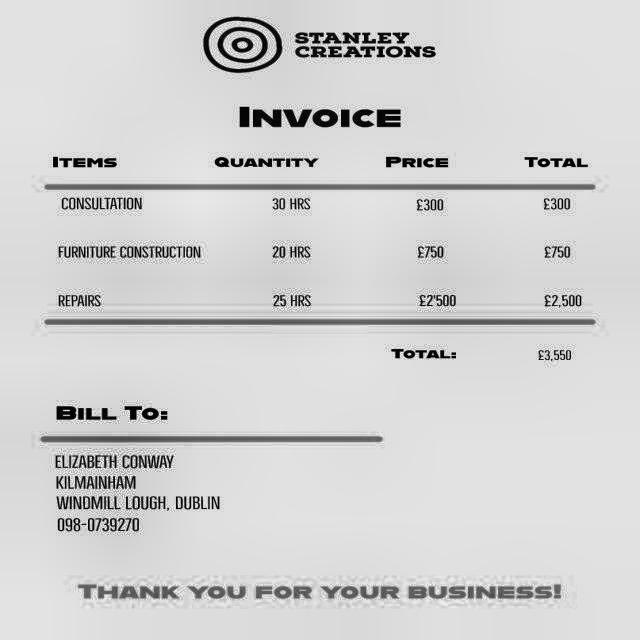 STANLEY
CREATIONS
INVOICE
ITEMS QUANTITY PRICE TOTAL
CONSULTATION 30 HRS £300 £300
FURNITURE CONSTRUCTION 20 HRS £750 £750
REPAIRS 25 HRS £2'500 £2,500
TOTAL: £3,550
BILL TO:
ELIZABETH CONWAY
KILMAINHAM
WINDMILL LOUGH, DUBLIN
098-0739270
THANK YOU FOR YOUR BUSINESS!